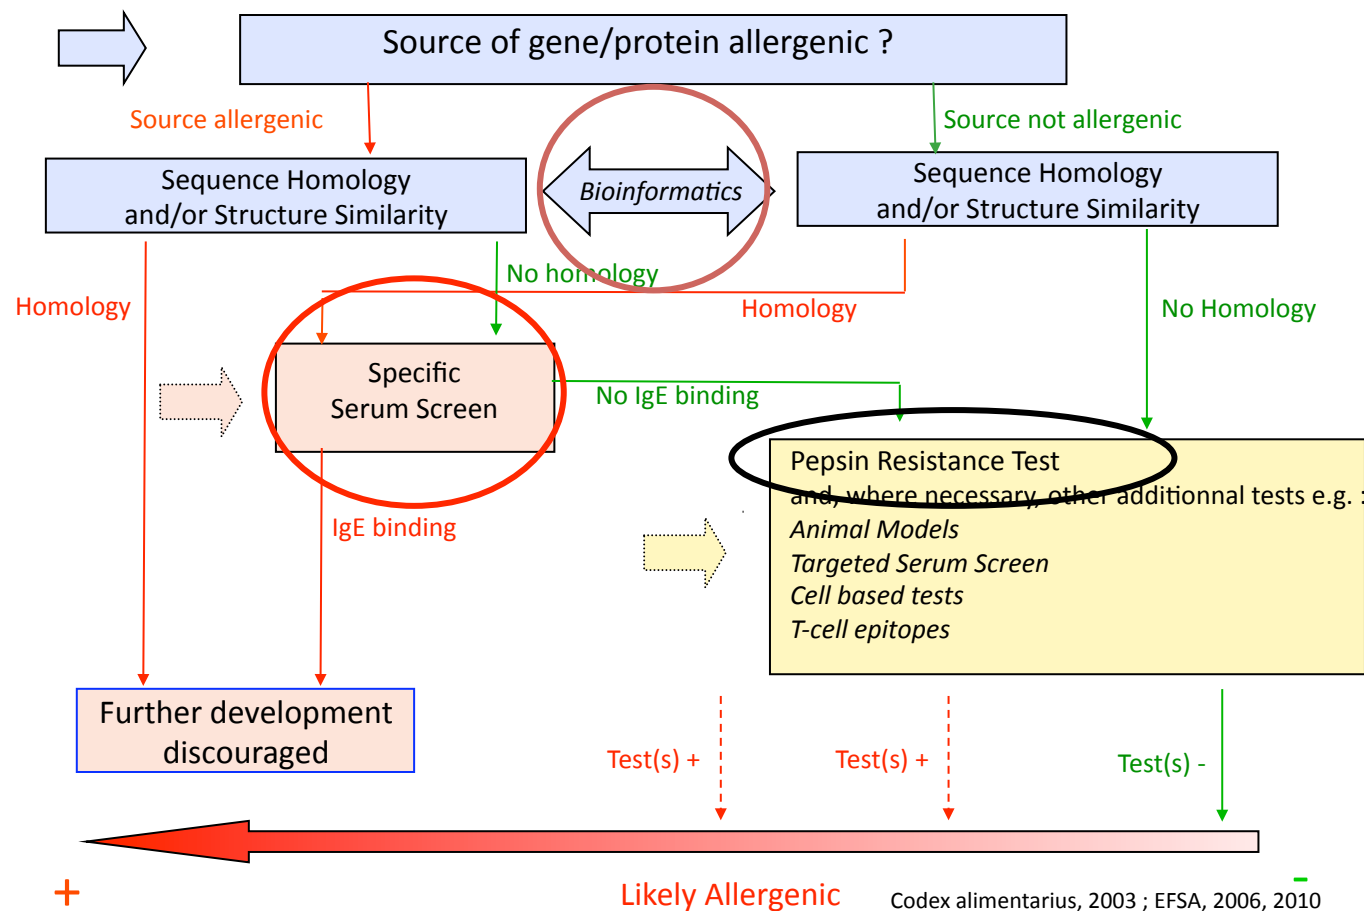 Source of gene/protein allergenic ?
Source allergenic
Source not allergenic
Sequence Homology
and/or Structure Similarity
Bioinformatics
Sequence Homology
and/or Structure Similarity
No homology
Homology
Homology
No Homology
Specific
Serum Screen
No IgE binding
IgE binding
Pepsin Resistance Test
and, where necessary, other additionnal tests e.g. :
Animal Models
Targeted Serum Screen
Cell based tests
T-cell epitopes
Further development
discouraged
Test(s) +
Test(s) +
Test(s) -
+
-
Likely Allergenic
Codex alimentarius, 2003 ; EFSA, 2006, 2010